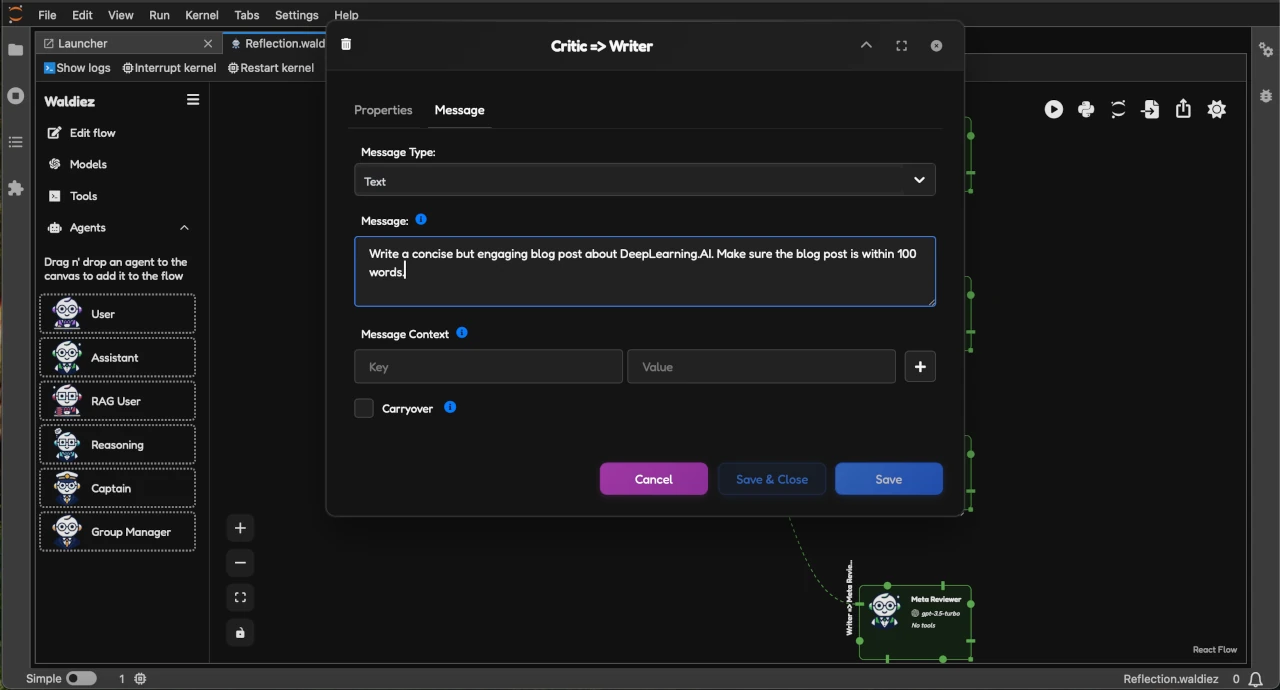 File Edit View Run Kernel Tabs Settings Help
Launcher
Reflection.wald
Show logs Interrupt kernel Restart kernel
Waldiez
Edit flow
Models
Tools
Agents
Drag n' drop an agent to the
canvas to add it to the flow
User
Assistant
RAG User
Reasoning
Captain
Group Manager
Critic => Writer
Properties Message
Message Type:
Text
Message:
Write a concise but engaging blog post about DeepLearning.AI. Make sure the blog post is within 100
words.
Message Context
Key Value
Carryover
Cancel Save & Close Save
Writer => Meta Revie...
Meta Reviewer
gpt-3.5-turbo
No tools
React Flow
Simple 1 Reflection.waldiez 0